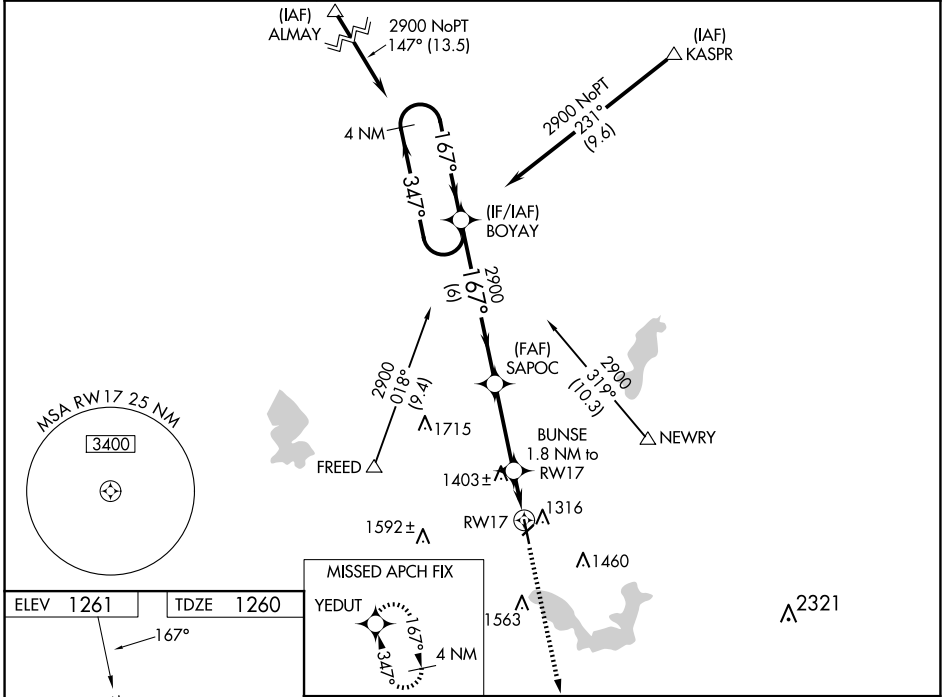 (IAF)
ALMAY
2900 NoPT
147° (13.5)
(IAF)
KASPR
2900 NoPT
231°
(9.6)
4 NM
167°
347°
(IF/IAF)
BOYAY
2900
167°
(6)
(FAF)
SAPOC
2900
018°
(9.4)
2900
319°
(10.3)
MSA RW17 25 NM
3400
1715
FREED
NEWRY
BUNSE
1.8 NM to
RW17
1403±
RW17
1316
1592±
1460
MISSED APCH FIX
YEDUT
167°
347°
4 NM
1563
2321
ELEV 1261
TDZE 1260
167°